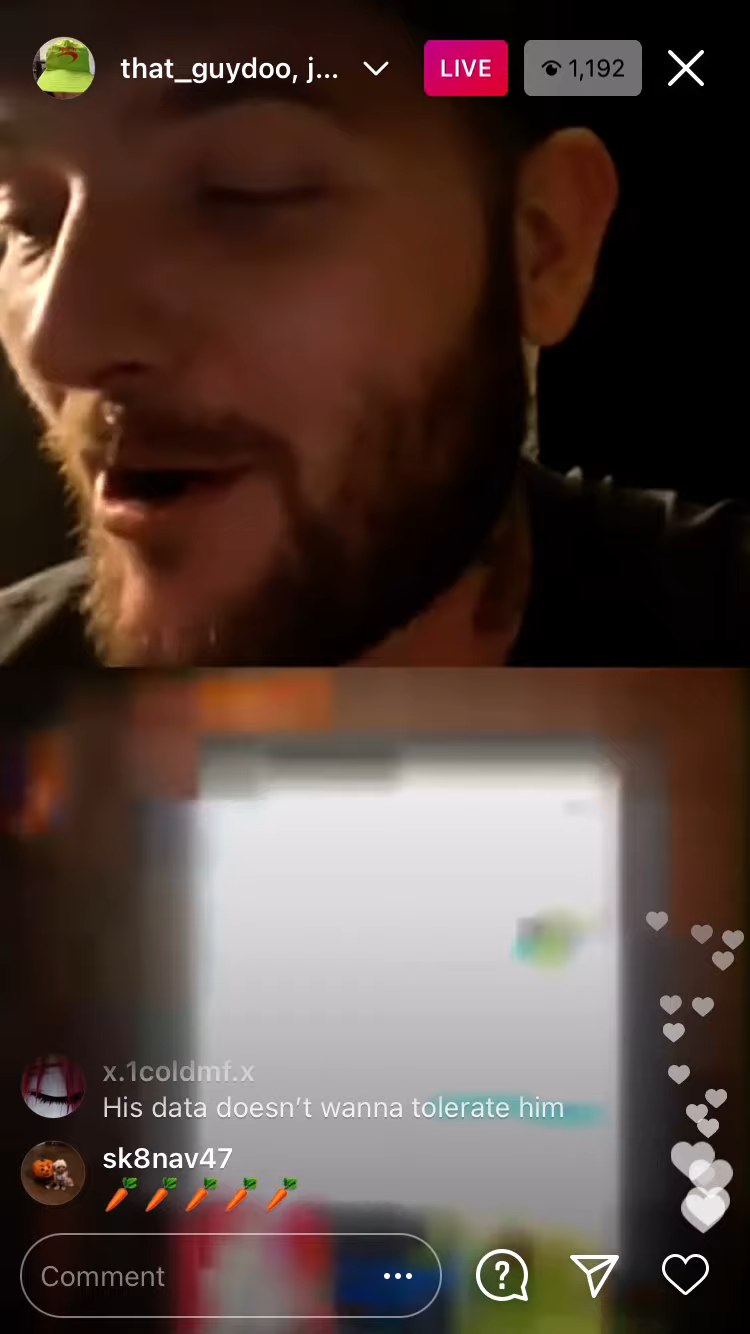 that_guydoo, j...
LIVE
1,192
x.1coldmf.x
His data doesn’t wanna tolerate him
sk8nav47
🥕🥕🥕🥕🥕
Comment